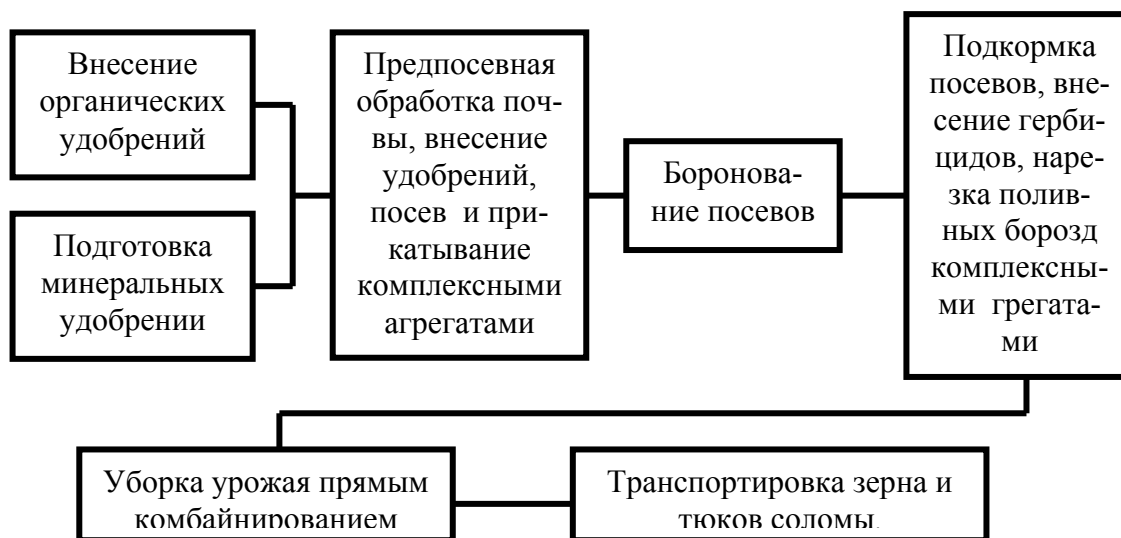 Внесение
органических
удобрений
Подготовка
минеральных
удобрении
Предпосевная
обработка поч-
вы, внесение
удобрений,
посев и при-
катывание
комплексными
агрегатами
Боронова-
ние посевов
Подкормка
посевов, вне-
сение герби-
цидов, наре-
зка полив-
ных борозд
комплексны-
ми грегата-
ми
Уборка урожая прямым
комбайнированием
Транспортировка зерна и
тюков соломы.